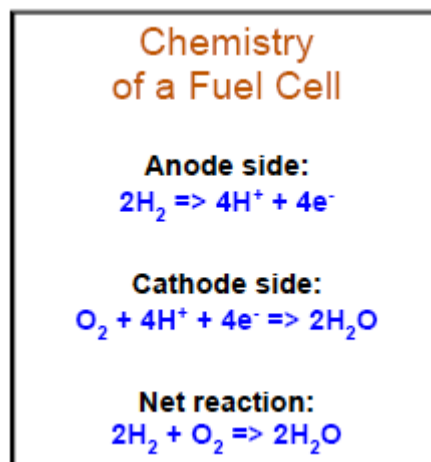 Chemistry
of a Fuel Cell
Anode side:
2H₂ => 4H⁺ + 4e⁻
Cathode side:
O₂ + 4H⁺ + 4e⁻ => 2H₂O
Net reaction:
2H₂ + O₂ => 2H₂O